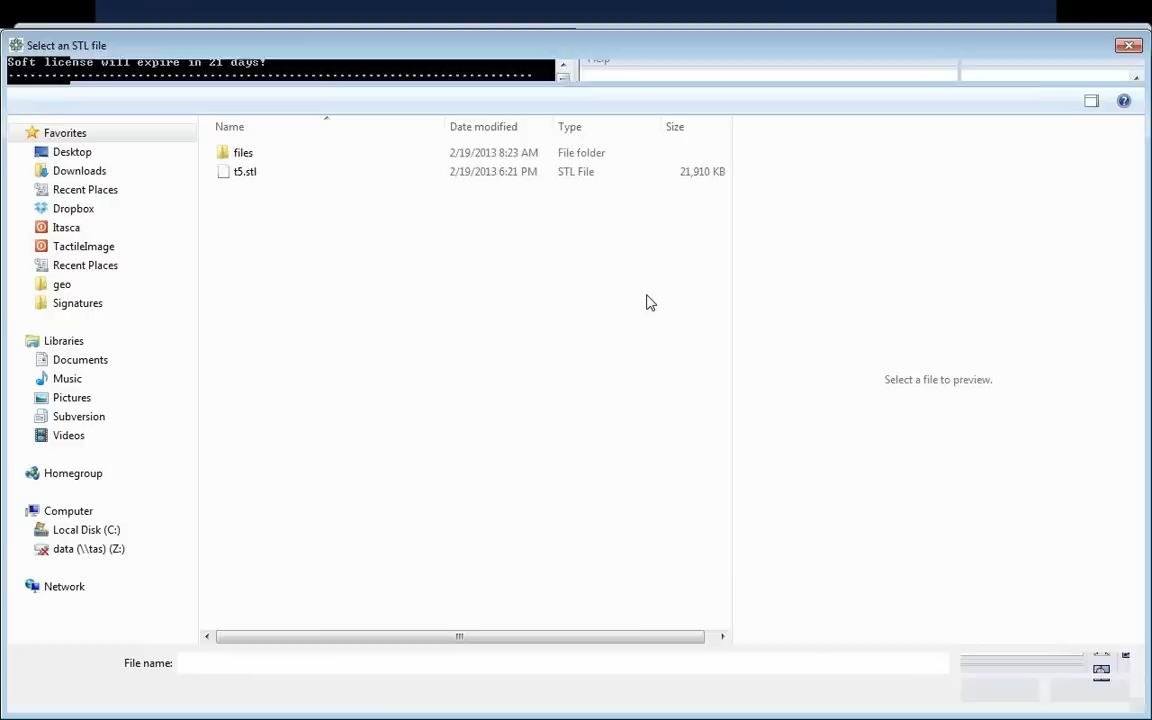 Select an STL file
Soft license will expire in 21 days!
Help
Name Date modified Type Size
Favorites
Desktop
Downloads
Recent Places
Dropbox
Itasca
TactileImage
Recent Places
geo
Signatures
Libraries
Documents
Music
Pictures
Subversion
Videos
Homegroup
Computer
Local Disk (C:)
data (\\tas) (Z:)
Network
files 2/19/2013 8:23 AM File folder
t5.stl 2/19/2013 6:21 PM STL File 21,910 KB
Select a file to preview.
File name: